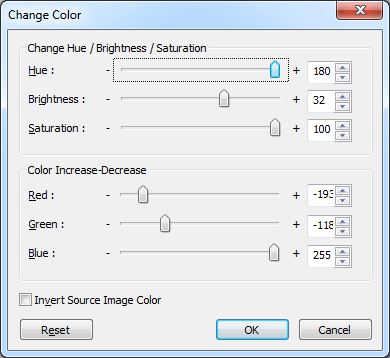 Change Color
Change Hue / Brightness / Saturation
Hue : - + 180
Brightness : - + 32
Saturation : - + 100
Color Increase-Decrease
Red : - + -193
Green : - + -118
Blue : - + 255
Invert Source Image Color
Reset OK Cancel